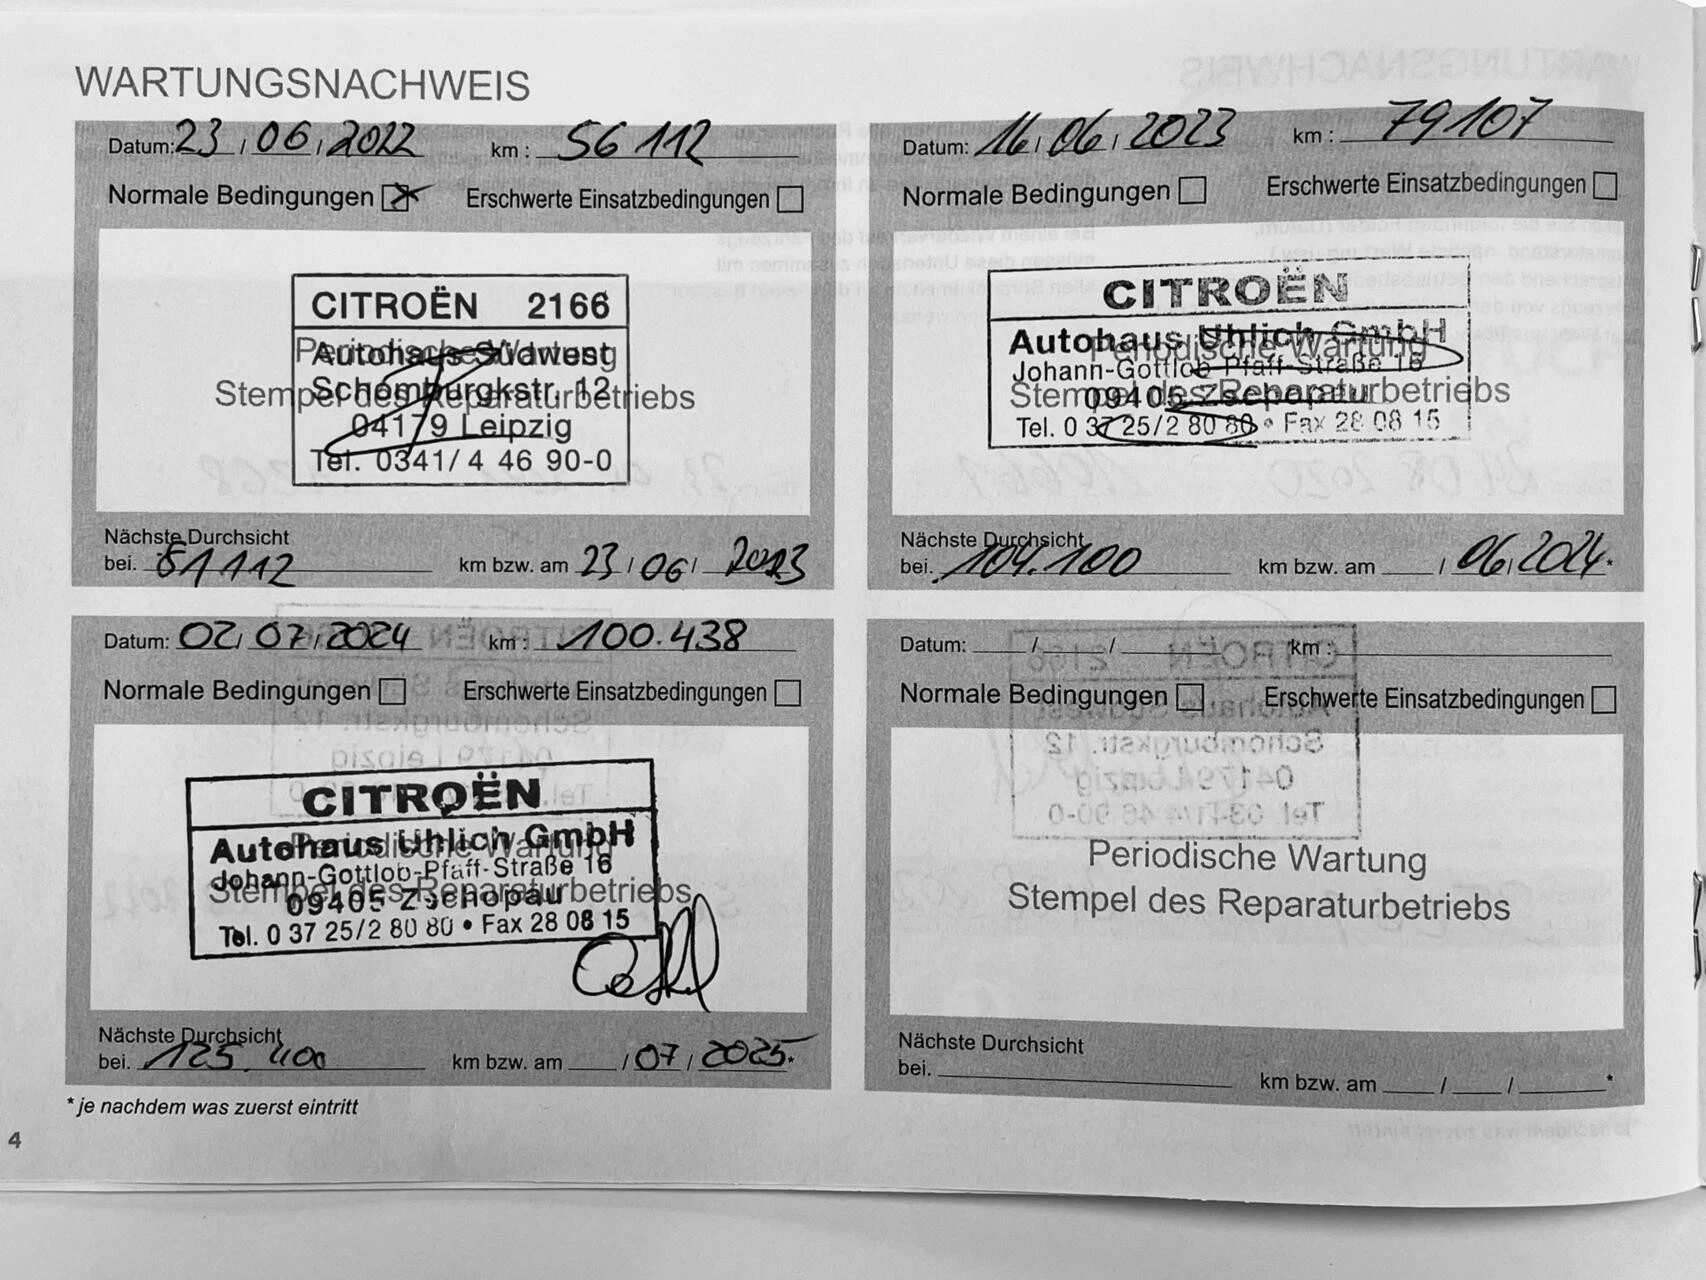 WARTUNGSNACHWEIS
Datum: 23 / 06 / 2022 km : 56 112
Normale Bedingungen Erschwerte Einsatzbedingungen
CITROËN 2166
Periodische Wartung
Autohaus Südwest
Schomburgkstr. 12
Stempel des Reparaturbetriebs
04179 Leipzig
Tel. 0341/ 4 46 90-0
Nächste Durchsicht
bei. 81112 km bzw. am 23 / 06 / 2023
Datum: 16 / 06 / 2023 km : 79107
Normale Bedingungen Erschwerte Einsatzbedingungen
CITROËN
Autohaus Uhlich GmbH
Periodische Wartung
Johann-Gottlob-Pfaff-Straße 16
Stempel des Reparaturbetriebs
09405 Zschopau
Tel. 0 37 25/2 80 80 • Fax 28 08 15
Nächste Durchsicht
bei. 104.100 km bzw. am / 06 / 2024 *
Datum: 02 / 07 / 2024 km : 100.438
Normale Bedingungen Erschwerte Einsatzbedingungen
CITROËN
Autohaus Uhlich GmbH
Periodische Wartung
Johann-Gottlob-Pfaff-Straße 16
Stempel des Reparaturbetriebs
09405 Zschopau
Tel. 0 37 25/2 80 80 • Fax 28 08 15
Nächste Durchsicht
bei. 125.400 km bzw. am / 07 / 2025 *
Datum: / / km :
Normale Bedingungen Erschwerte Einsatzbedingungen
Periodische Wartung
Stempel des Reparaturbetriebs
Nächste Durchsicht
bei. km bzw. am / / *
* je nachdem was zuerst eintritt
4